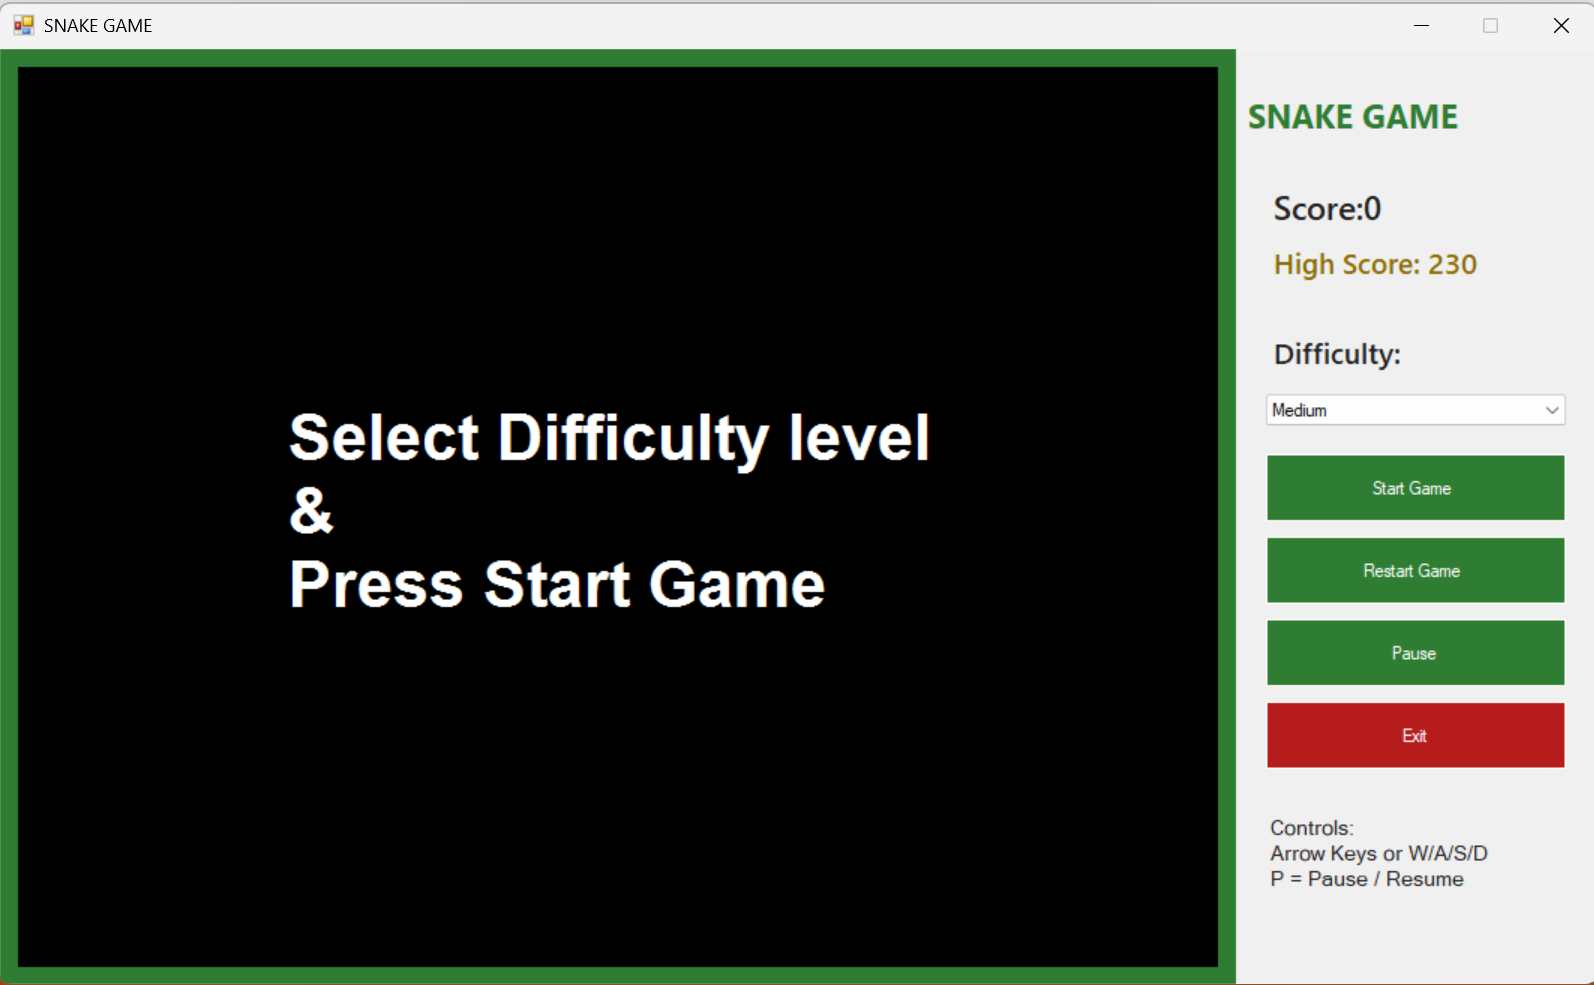 SNAKE GAME
SNAKE GAME
Score:0
High Score: 230
Difficulty:
Medium
Select Difficulty level
&
Press Start Game
Start Game
Restart Game
Pause
Exit
Controls:
Arrow Keys or W/A/S/D
P = Pause / Resume